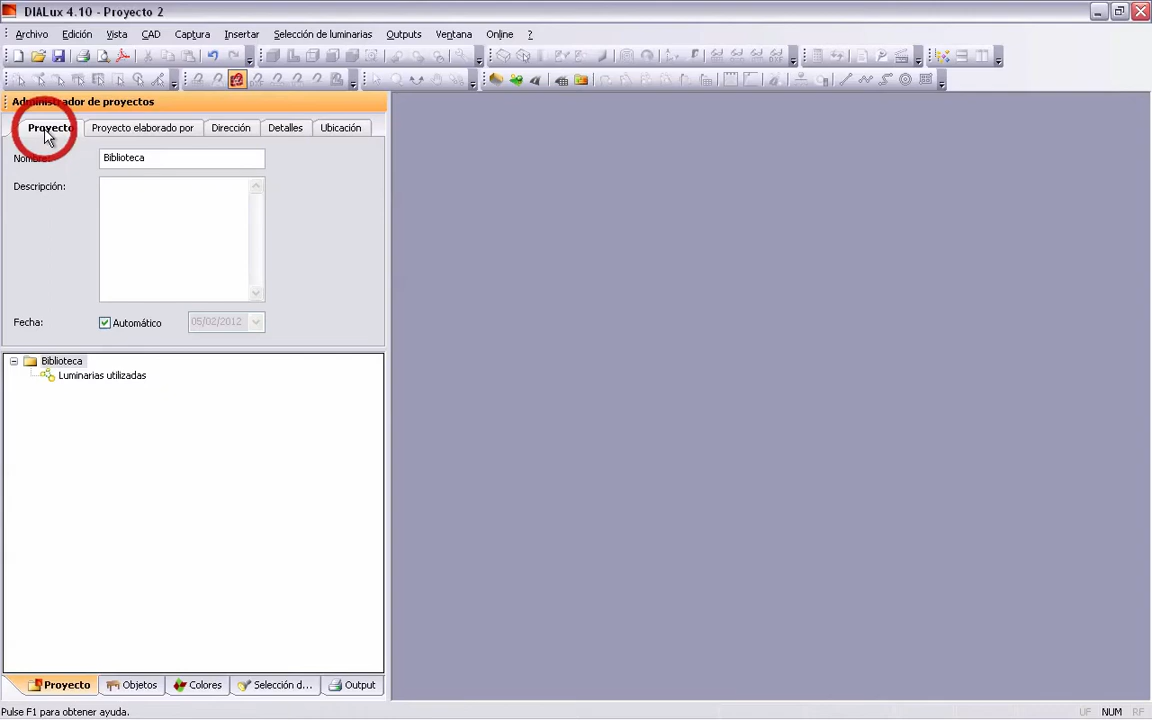 DIALux 4.10 - Proyecto 2
Archivo Edición Vista CAD Captura Insertar Selección de luminarias Outputs Ventana Online ?
Administrador de proyectos
Proyecto Proyecto elaborado por Dirección Detalles Ubicación
Nombre: Biblioteca
Descripción:
Fecha: Automático 05/02/2012
Biblioteca
Luminarias utilizadas
Proyecto Objetos Colores Selección d... Output
Pulse F1 para obtener ayuda. UF NUM RF